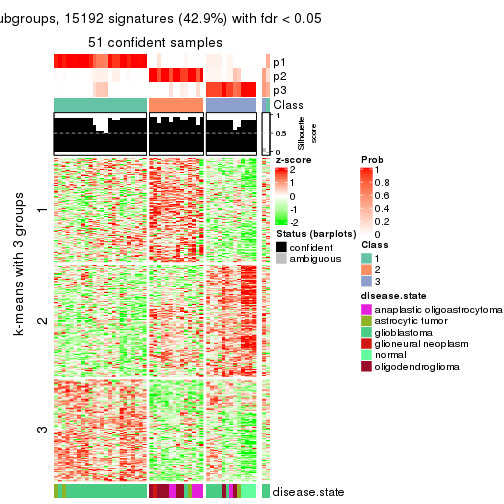 ubgroups, 15192 signatures (42.9%) with fdr < 0.05
51 confident samples
p1
p2
p3
Class
1
0.5
0
Silhouette
score
k-means with 3 groups
1
2
3
z-score
2
1
0
-1
-2
Status (barplots)
confident
ambiguous
Prob
1
0.8
0.6
0.4
0.2
0
Class
1
2
3
disease.state
anaplastic oligoastrocytoma
astrocytic tumor
glioblastoma
glioneural neoplasm
normal
oligodendroglioma
disease.state